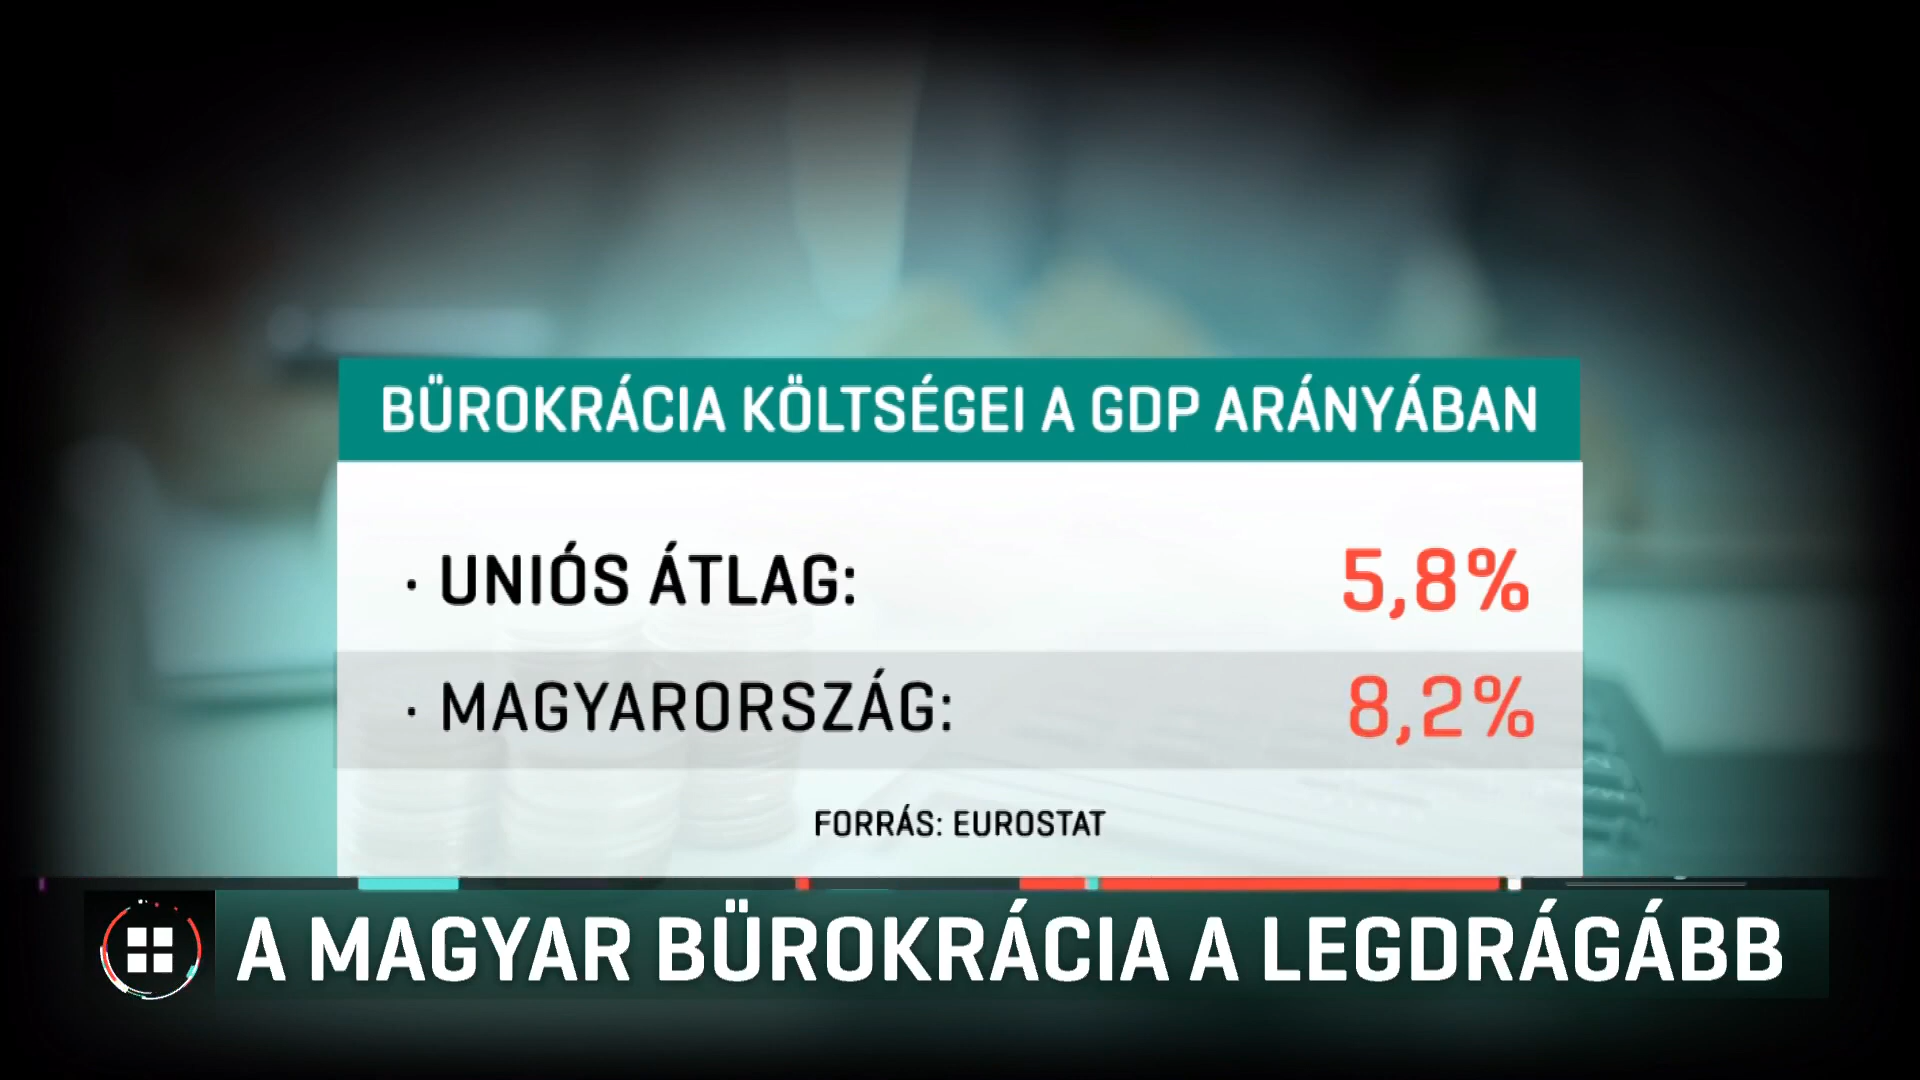 BÜROKRÁCIA KÖLTSÉGEI A GDP ARÁNYÁBAN
· UNIÓS ÁTLAG: 5,8%
· MAGYARORSZÁG: 8,2%
FORRÁS: EUROSTAT
A MAGYAR BÜROKRÁCIA A LEGDRÁGÁBB